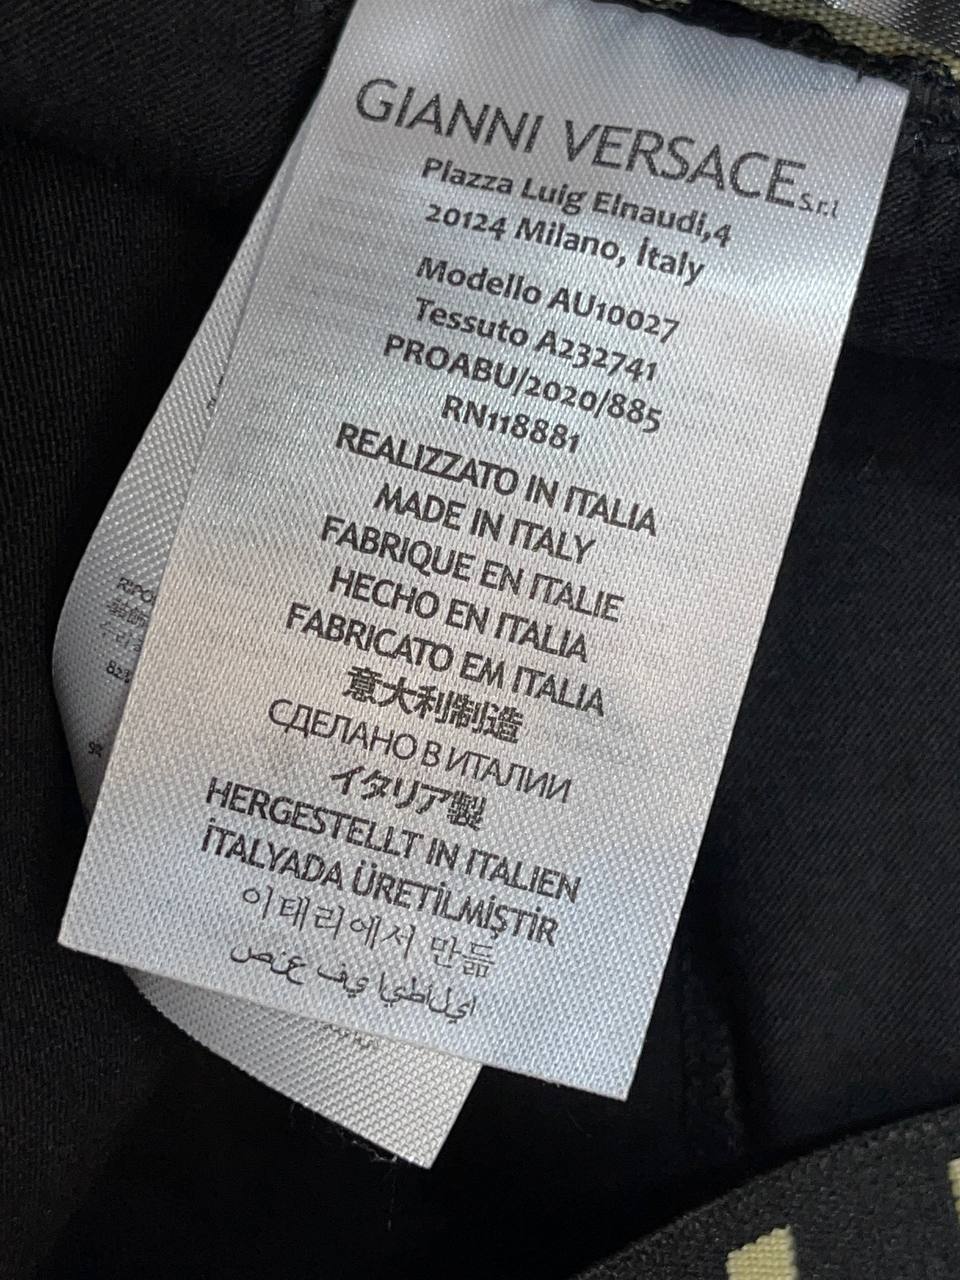 GIANNI VERSACE s.r.l
Plazza Luig Elnaudi,4
20124 Milano, İtaly
Modello AU10027
Tessuto A232741
PROABU/2020/885
RN118881
REALIZZATO IN ITALIA
MADE IN ITALY
FABRIQUE EN ITALIE
HECHO EN ITALIA
FABRICATO EM ITALIA
意大利制造
СДЕЛАНО В ИТАЛИИ
イタリア製
HERGESTELLT IN ITALIEN
İTALYADA ÜRETİLMİŞTİR
이태리에서 만듦
صنع في ايطاليا